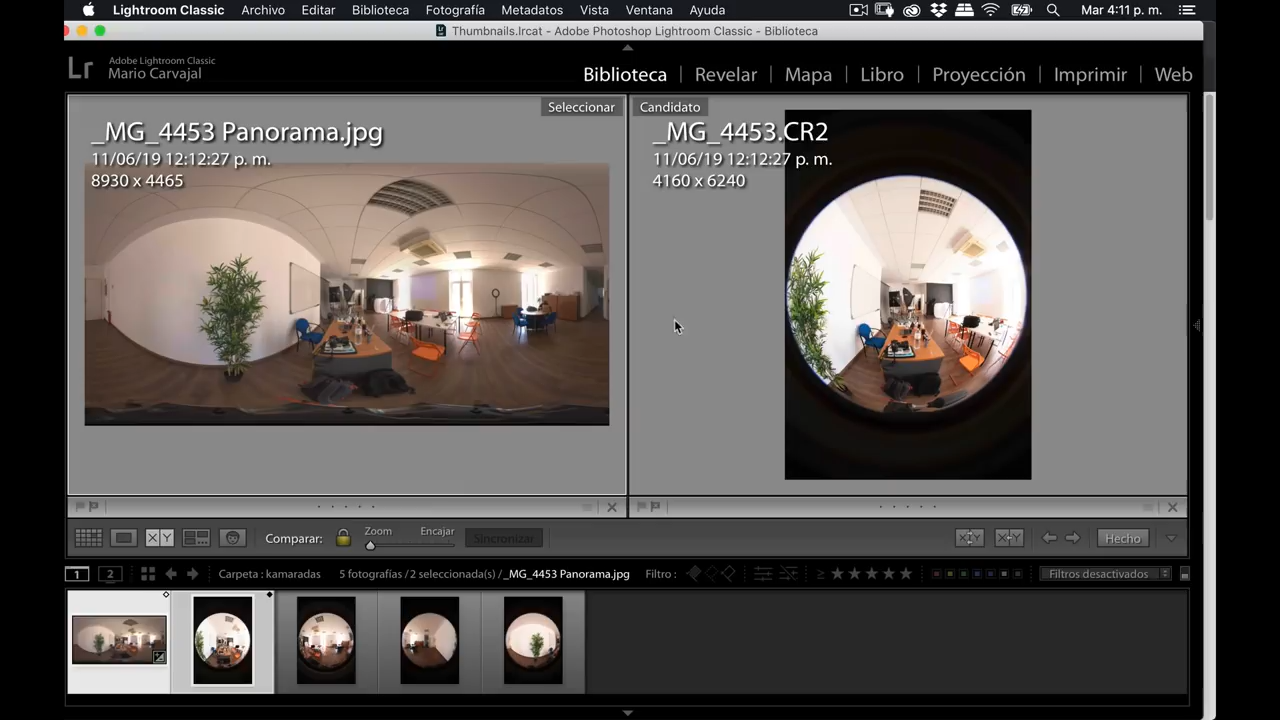 Lightroom Classic Archivo Editar Biblioteca Fotografía Metadatos Vista Ventana Ayuda Mar 4:11 p. m.
Thumbnails.lrcat - Adobe Photoshop Lightroom Classic - Biblioteca
Lr Adobe Lightroom Classic
Mario Carvajal
Biblioteca | Revelar | Mapa | Libro | Proyección | Imprimir | Web
Seleccionar
_MG_4453 Panorama.jpg
11/06/19 12:12:27 p. m.
8930 x 4465
Candidato
_MG_4453.CR2
11/06/19 12:12:27 p. m.
4160 x 6240
XY Comparar: Zoom Encajar Sincronizar Hecho
1 2 Carpeta : kamaradas 5 fotografías /2 seleccionada(s) /_MG_4453 Panorama.jpg Filtro : Filtros desactivados